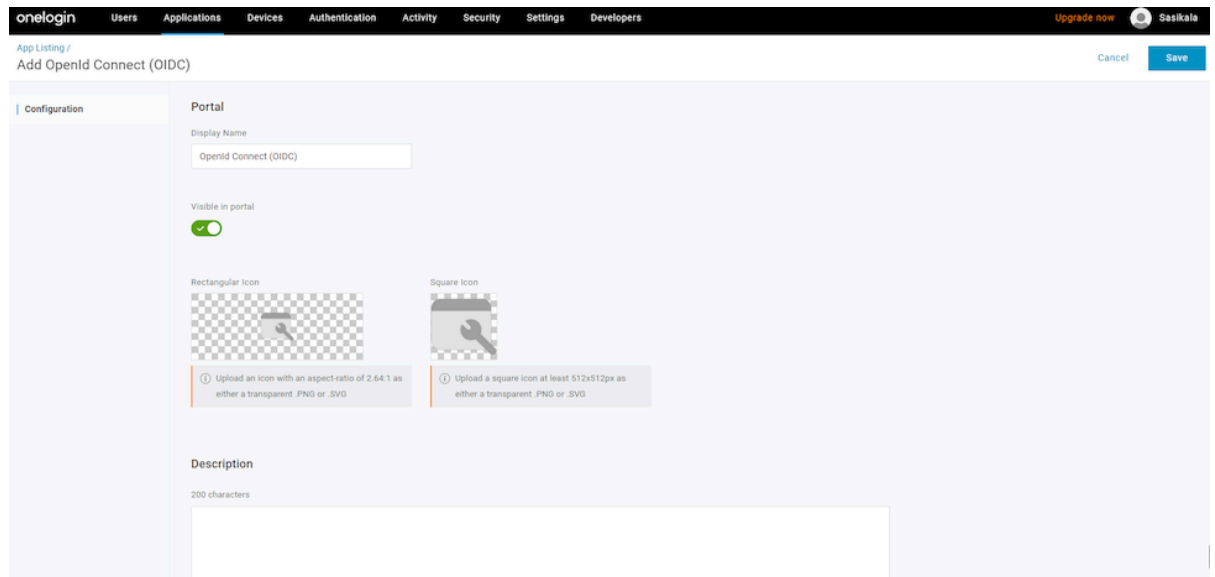 onelogin Users Applications Devices Authentication Activity Security Settings Developers Upgrade now Sasikala
App Listing /
Add OpenId Connect (OIDC)
Cancel Save
Configuration
Portal
Display Name
OpenId Connect (OIDC)
Visible in portal
Rectangular Icon
Square Icon
Upload an icon with an aspect-ratio of 2.64:1 as
either a transparent .PNG or .SVG
Upload a square icon at least 512x512px as
either a transparent .PNG or .SVG
Description
200 characters